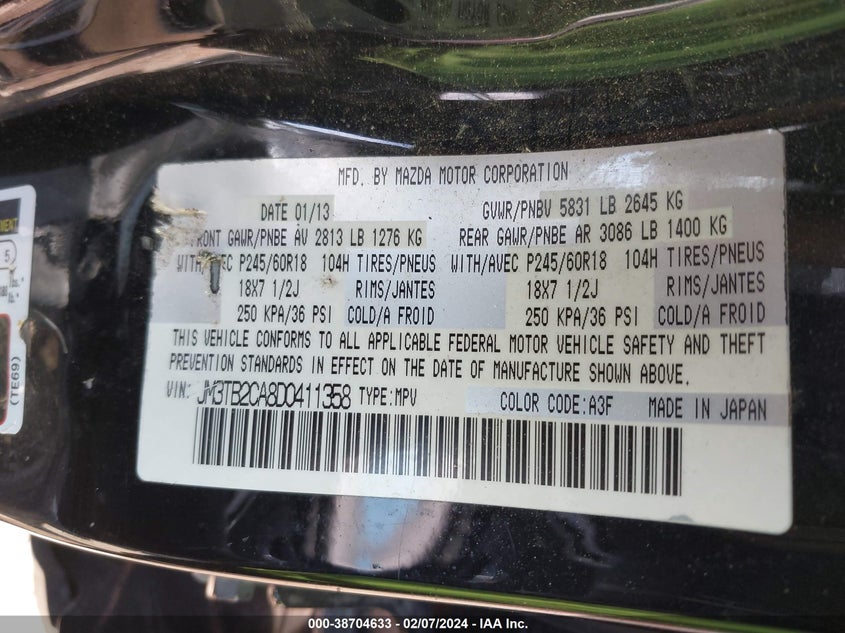 MFD. BY MAZDA MOTOR CORPORATION
DATE 01/13 GVWR/PNBV 5831 LB 2645 KG
FRONT GAWR/PNBE AV 2813 LB 1276 KG REAR GAWR/PNBE AR 3086 LB 1400 KG
WITH/AVEC P245/60R18 104H TIRES/PNEUS WITH/AVEC P245/60R18 104H TIRES/PNEUS
18X7 1/2J RIMS/JANTES 18X7 1/2J RIMS/JANTES
250 KPA/36 PSI COLD/A FROID 250 KPA/36 PSI COLD/A FROID
THIS VEHICLE CONFORMS TO ALL APPLICABLE FEDERAL MOTOR VEHICLE SAFETY AND THEFT
PREVENTION STANDARDS IN EFFECT ON THE DATE OF MANUFACTURE SHOWN ABOVE.
VIN: JM3TB2CA8D0411358 TYPE:MPV COLOR CODE:A3F MADE IN JAPAN
5
(TE69)
000-38704633 - 02/07/2024 - IAA Inc.